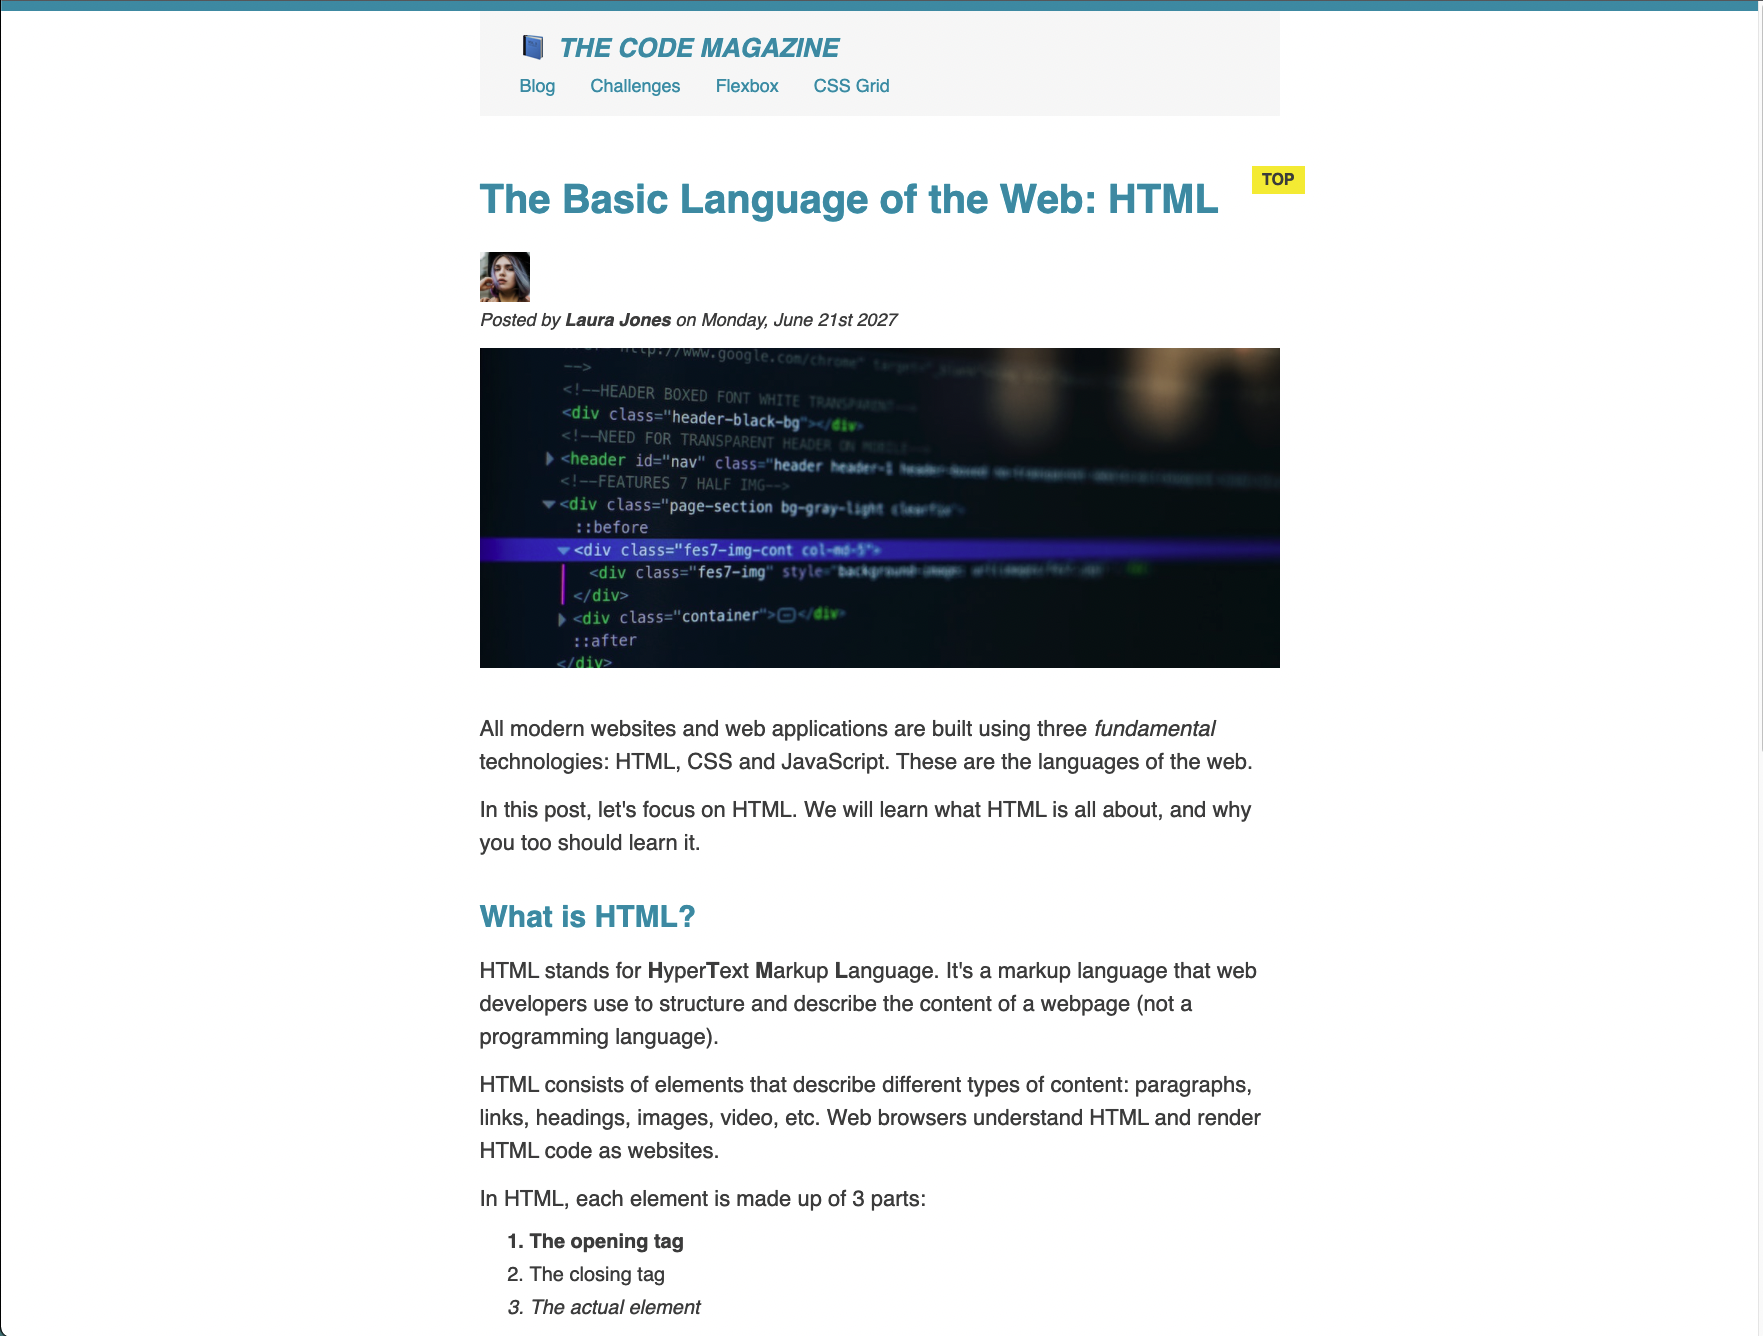 THE CODE MAGAZINE
Blog Challenges Flexbox CSS Grid
TOP
The Basic Language of the Web: HTML
Posted by Laura Jones on Monday, June 21st 2027
http://www.google.com/chrome"
-->
<!--HEADER BOXED FONT WHITE TRANSPARENT-->
<div class="header-black-bg"></div>
<!--NEED FOR TRANSPARENT HEADER ON MOBILE-->
<header id="nav" class="header header-1
<!--FEATURES 7 HALF IMG-->
<div class="page-section bg-gray-light clearfix">
::before
<div class="fes7-img-cont col-md-5">
<div class="fes7-img" style="
</div>
<div class="container"></div>
::after
</div>
All modern websites and web applications are built using three fundamental
technologies: HTML, CSS and JavaScript. These are the languages of the web.
In this post, let's focus on HTML. We will learn what HTML is all about, and why
you too should learn it.
What is HTML?
HTML stands for HyperText Markup Language. It's a markup language that web
developers use to structure and describe the content of a webpage (not a
programming language).
HTML consists of elements that describe different types of content: paragraphs,
links, headings, images, video, etc. Web browsers understand HTML and render
HTML code as websites.
In HTML, each element is made up of 3 parts:
1. The opening tag
2. The closing tag
3. The actual element